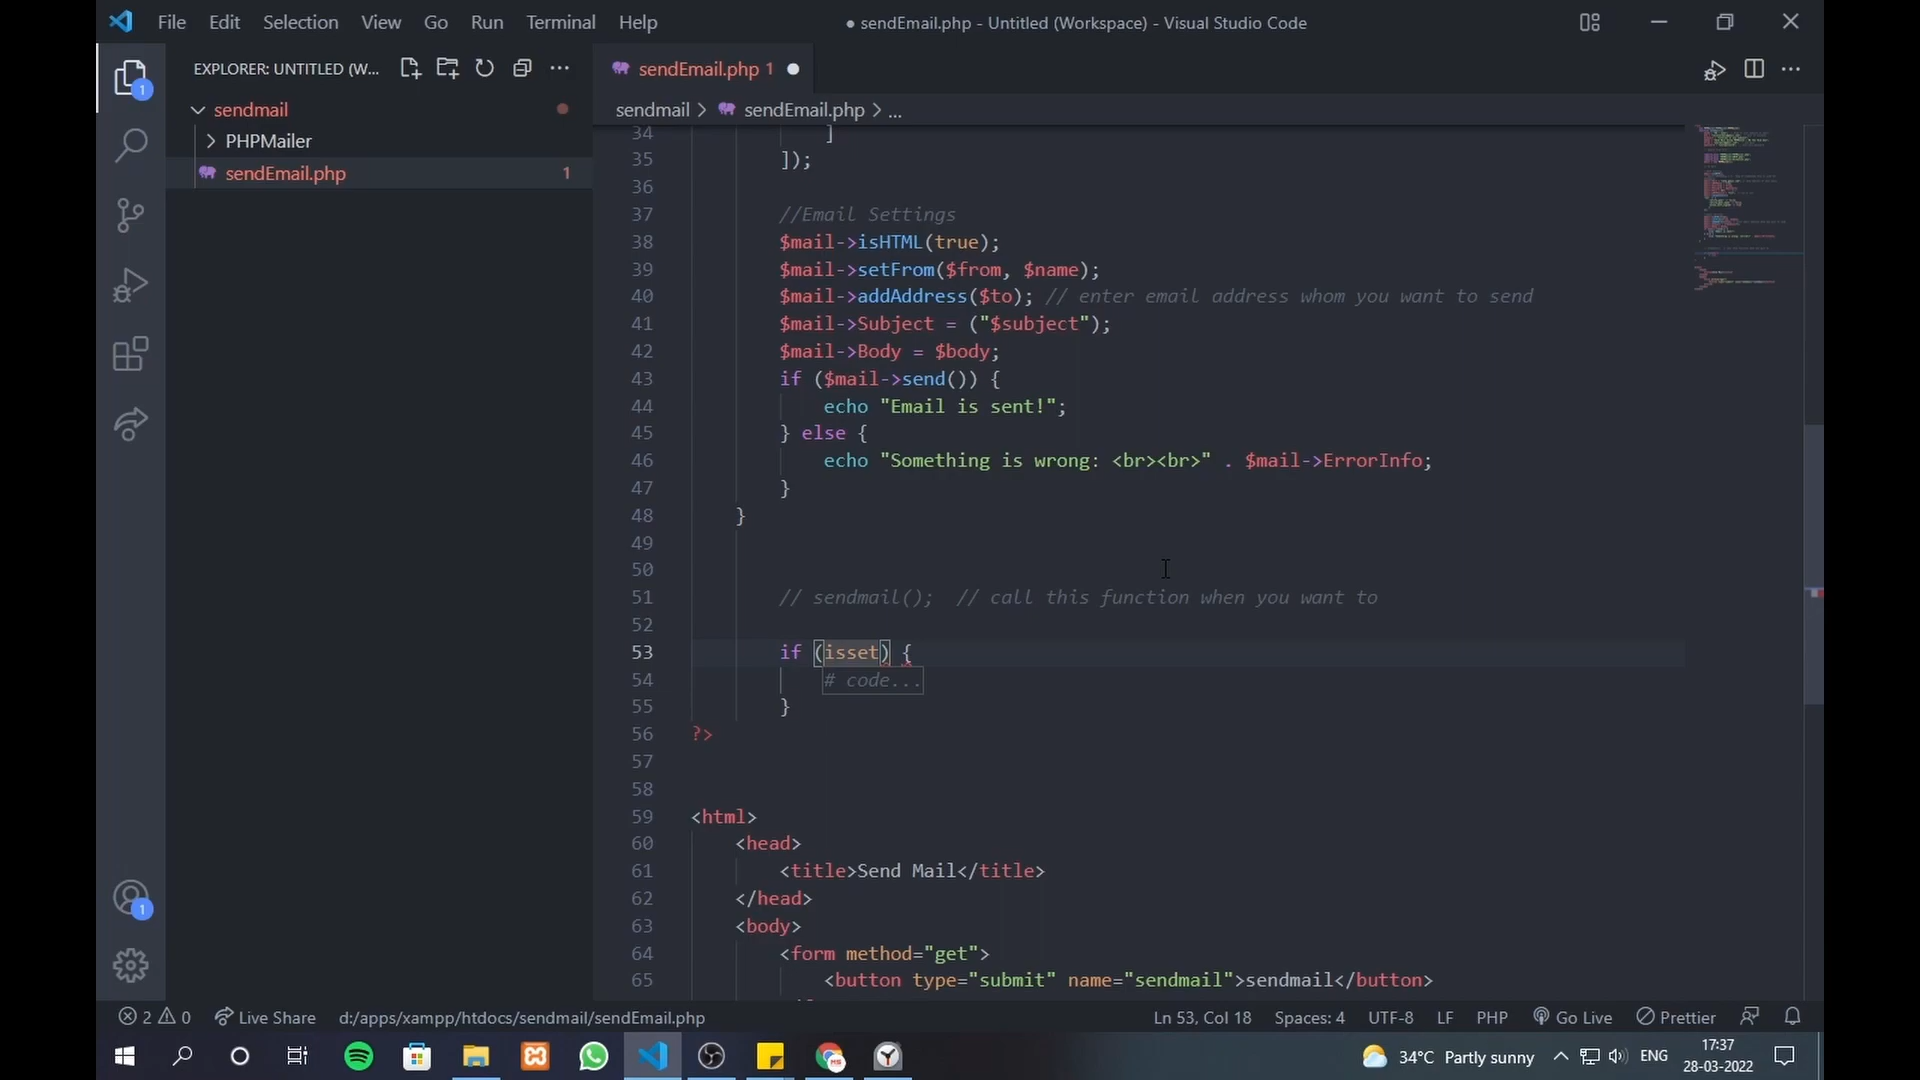 File Edit Selection View Go Run Terminal Help
● sendEmail.php - Untitled (Workspace) - Visual Studio Code
EXPLORER: UNTITLED (W...
sendmail
PHPMailer
sendEmail.php 1
1
1
sendEmail.php 1
sendmail > sendEmail.php > ...
34 ]
35 ]);
36
37 //Email Settings
38 $mail->isHTML(true);
39 $mail->setFrom($from, $name);
40 $mail->addAddress($to); // enter email address whom you want to send
41 $mail->Subject = ("$subject");
42 $mail->Body = $body;
43 if ($mail->send()) {
44 echo "Email is sent!";
45 } else {
46 echo "Something is wrong: <br><br>" . $mail->ErrorInfo;
47 }
48 }
49
50
51 // sendmail();  // call this function when you want to
52
53 if (isset) {
54 # code...
55 }
56 ?>
57
58
59 <html>
60 <head>
61 <title>Send Mail</title>
62 </head>
63 <body>
64 <form method="get">
65 <button type="submit" name="sendmail">sendmail</button>
2 0 Live Share d:/apps/xampp/htdocs/sendmail/sendEmail.php Ln 53, Col 18 Spaces: 4 UTF-8 LF PHP Go Live Prettier
34°C Partly sunny ENG 17:37
28-03-2022